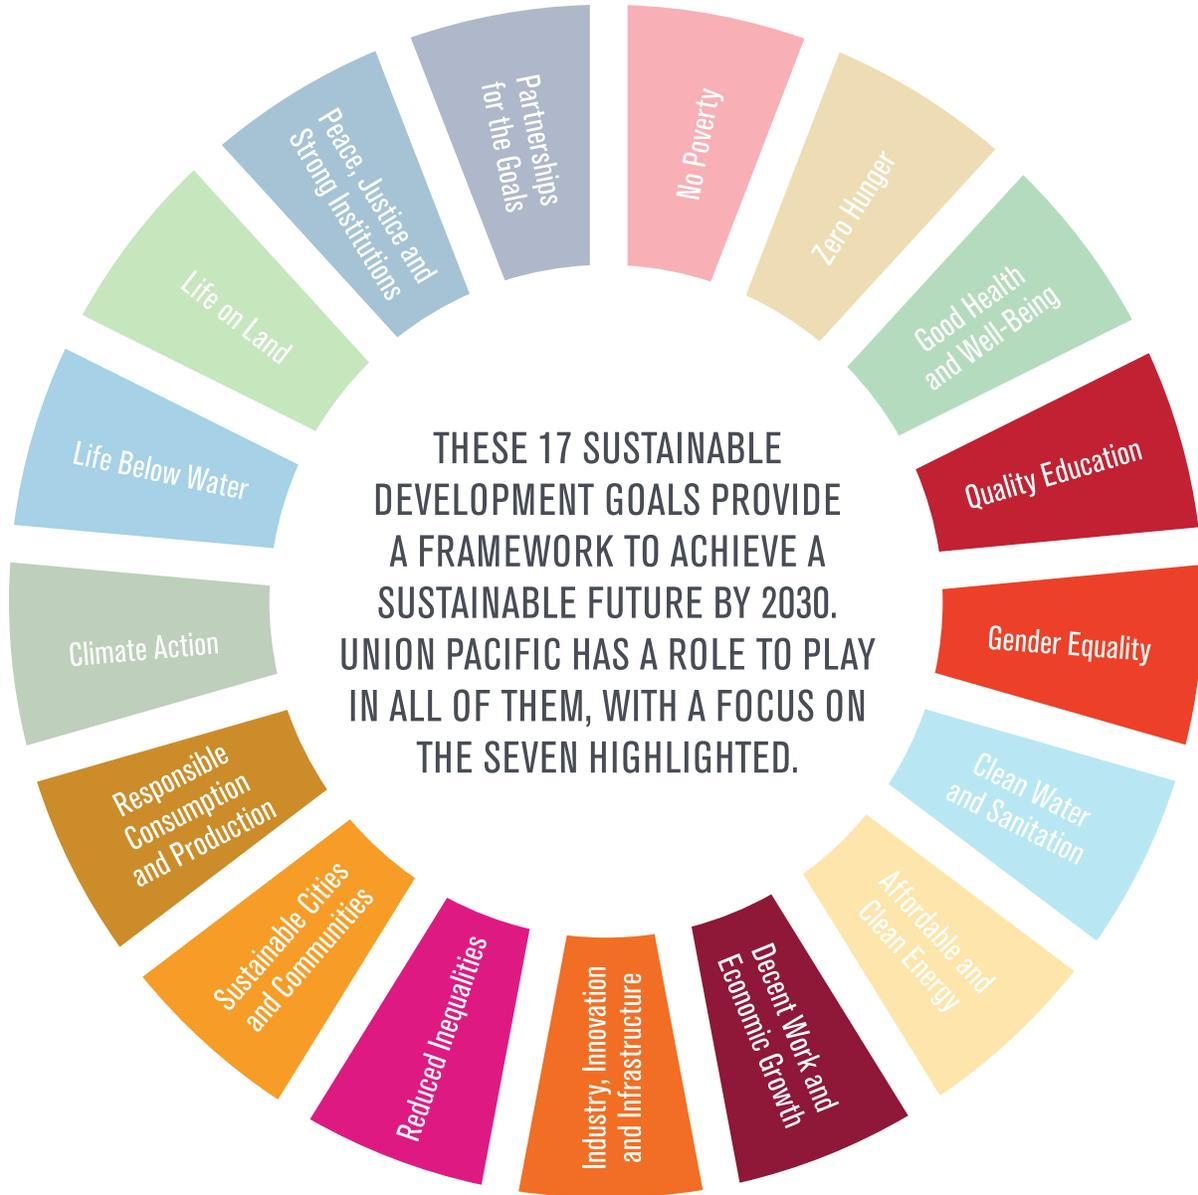 No Poverty
Zero Hunger
Good Health
and Well-Being
Quality Education
Gender Equality
Clean Water
and Sanitation
Affordable and
Clean Energy
Decent Work and
Economic Growth
Industry, Innovation
and Infrastructure
Reduced Inequalities
Sustainable Cities
and Communities
Responsible
Consumption
and Production
Climate Action
Life Below Water
Life on Land
Peace, Justice and
Strong Institutions
Partnerships
for the Goals
THESE 17 SUSTAINABLE
DEVELOPMENT GOALS PROVIDE
A FRAMEWORK TO ACHIEVE A
SUSTAINABLE FUTURE BY 2030.
UNION PACIFIC HAS A ROLE TO PLAY
IN ALL OF THEM, WITH A FOCUS ON
THE SEVEN HIGHLIGHTED.